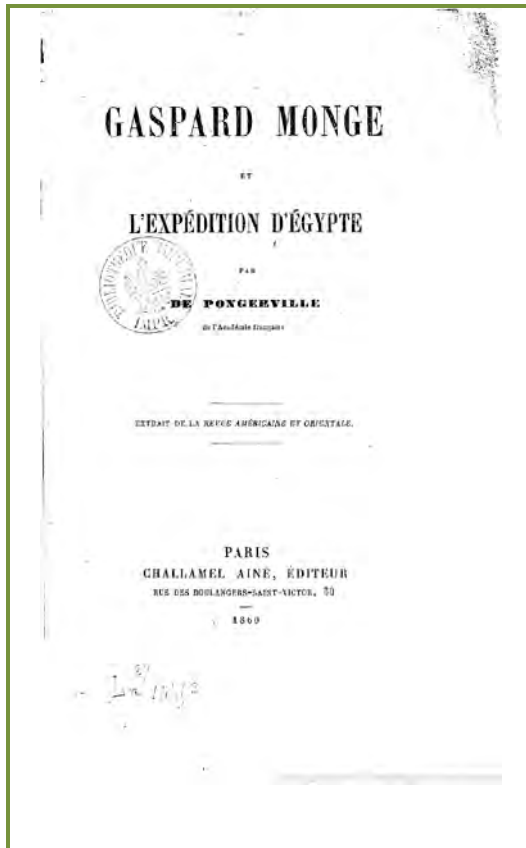 GASPARD MONGE
ET
L'EXPÉDITION D'ÉGYPTE
PAR
DE PONGERVILLE
de l'Académie française
EXTRAIT DE LA REVUE AMÉRICAINE ET ORIENTALE.
PARIS
CHALLAMEL AINÉ, ÉDITEUR
RUE DES BOULANGERS-SAINT-VICTOR, 30
1860